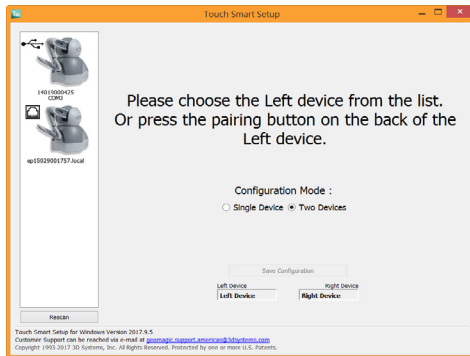 Touch Smart Setup
14019000425
COM3
ep15029001757.local
Please choose the Left device from the list.
Or press the pairing button on the back of the
Left device.
Configuration Mode :
Single Device
Two Devices
Save Configuration
Left Device
Right Device
Left Device
Right Device
Rescan
Touch Smart Setup for Windows Version 2017.9.5
Customer Support can be reached via e-mail at geomagic.support.american@3dsystems.com
Copyright 1993-2017 3D Systems, Inc. All Rights Reserved. Protected by one or more U.S. Patents.